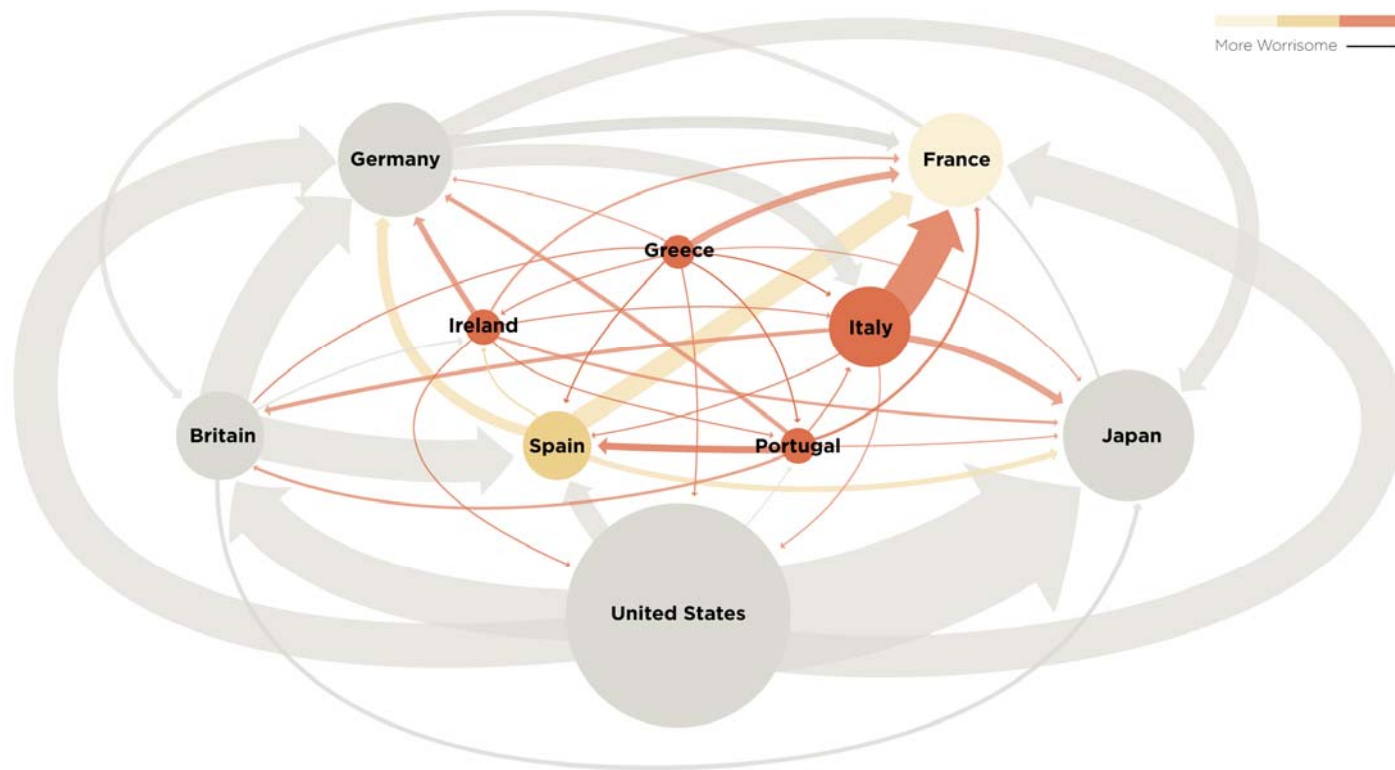 More Worrisome
Germany
France
Greece
Ireland
Italy
Britain
Spain
Portugal
Japan
United States